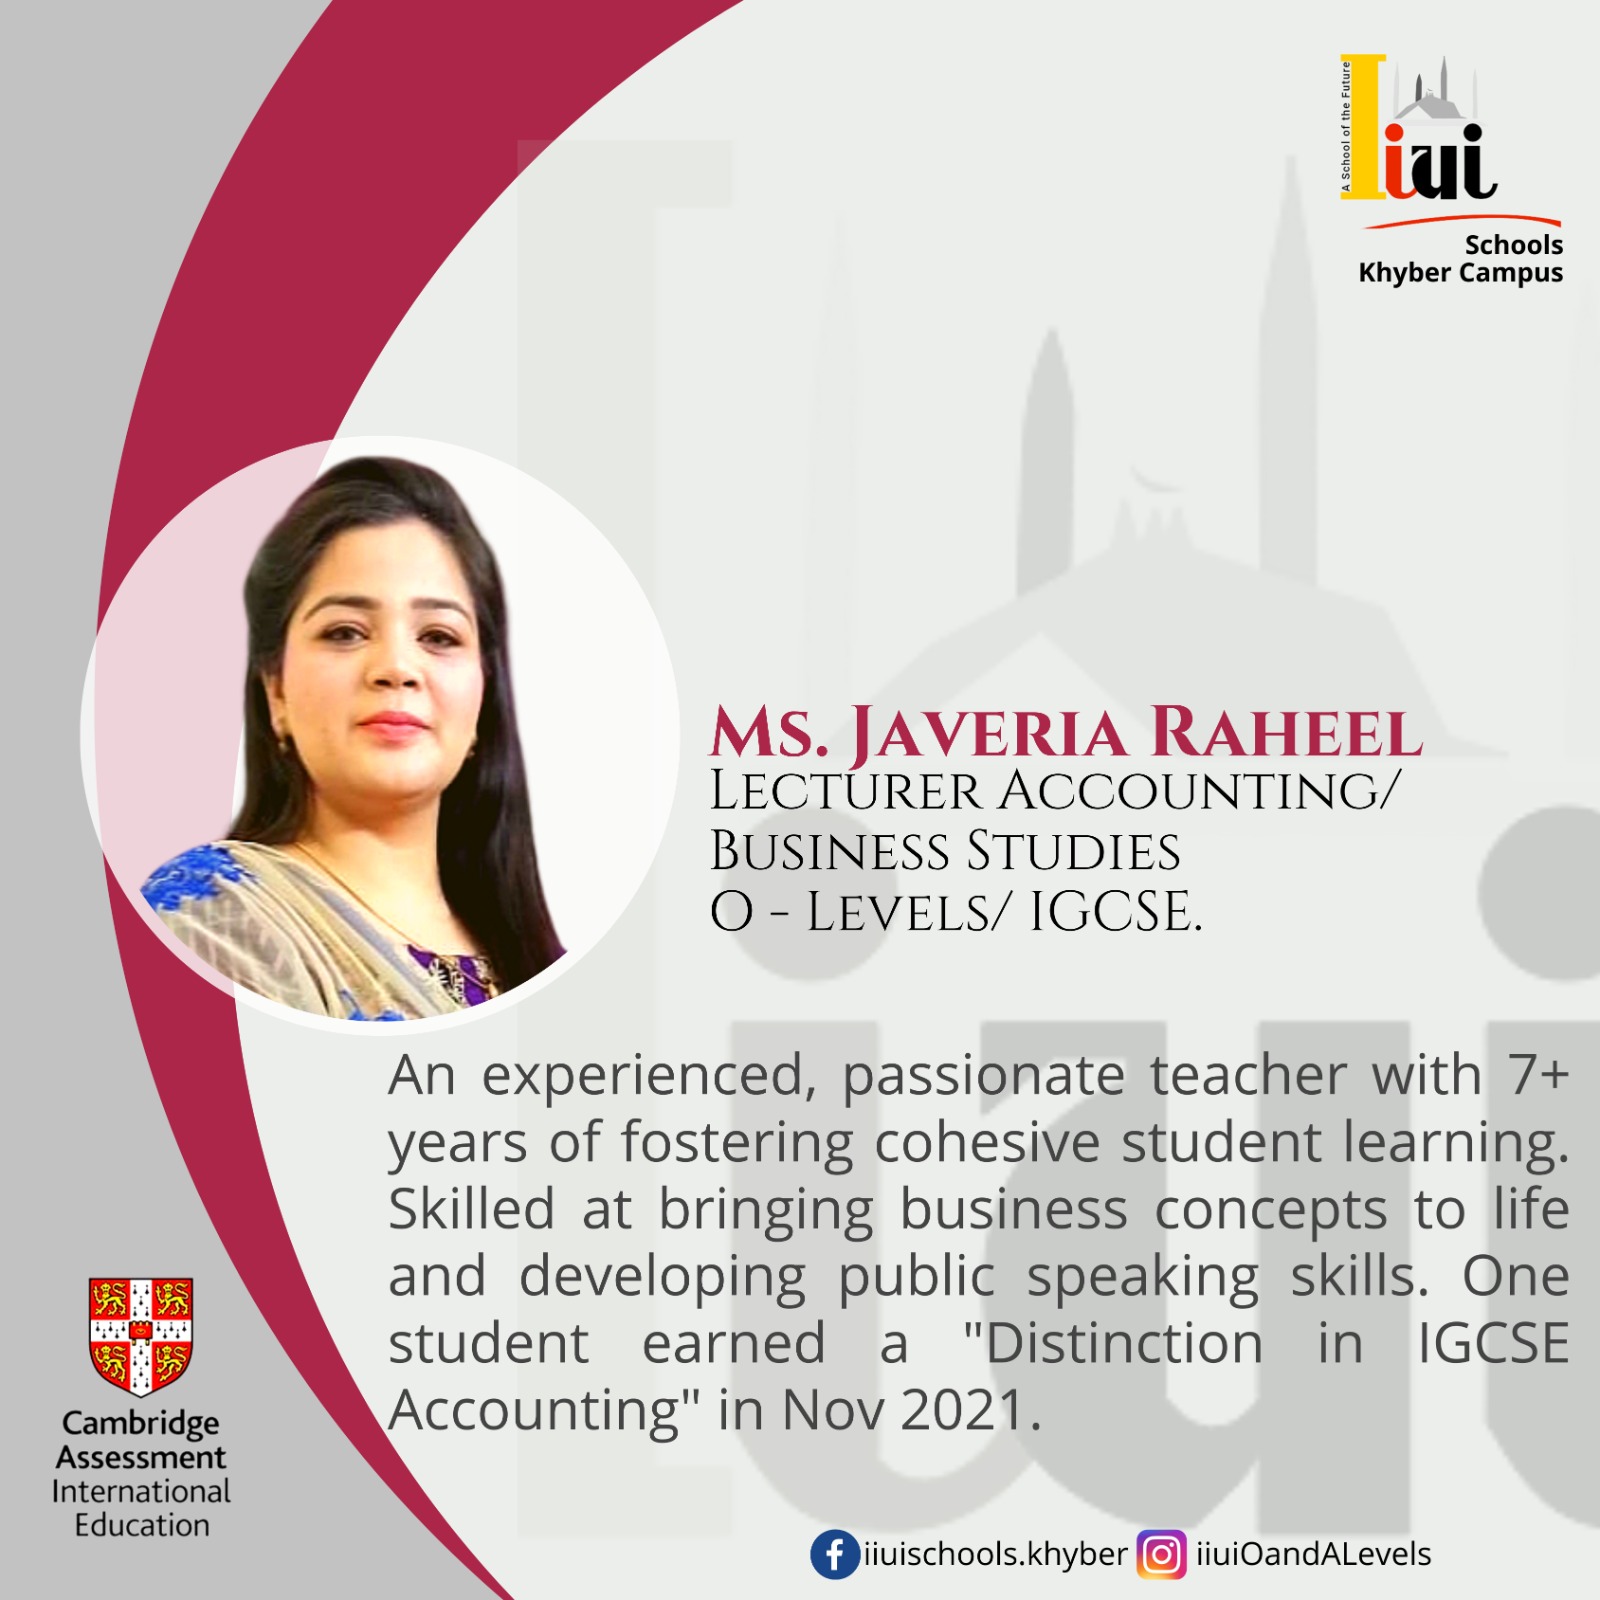 A School of the Future
Iiui
Schools
Khyber Campus
Ms. Javeria Raheel
Lecturer Accounting/
Business Studies
O - Levels/ IGCSE.
An experienced, passionate teacher with 7+
years of fostering cohesive student learning.
Skilled at bringing business concepts to life
and developing public speaking skills. One
student earned a "Distinction in IGCSE
Accounting" in Nov 2021.
Cambridge
Assessment
International
Education
iiuischools.khyber iiuiOandALevels